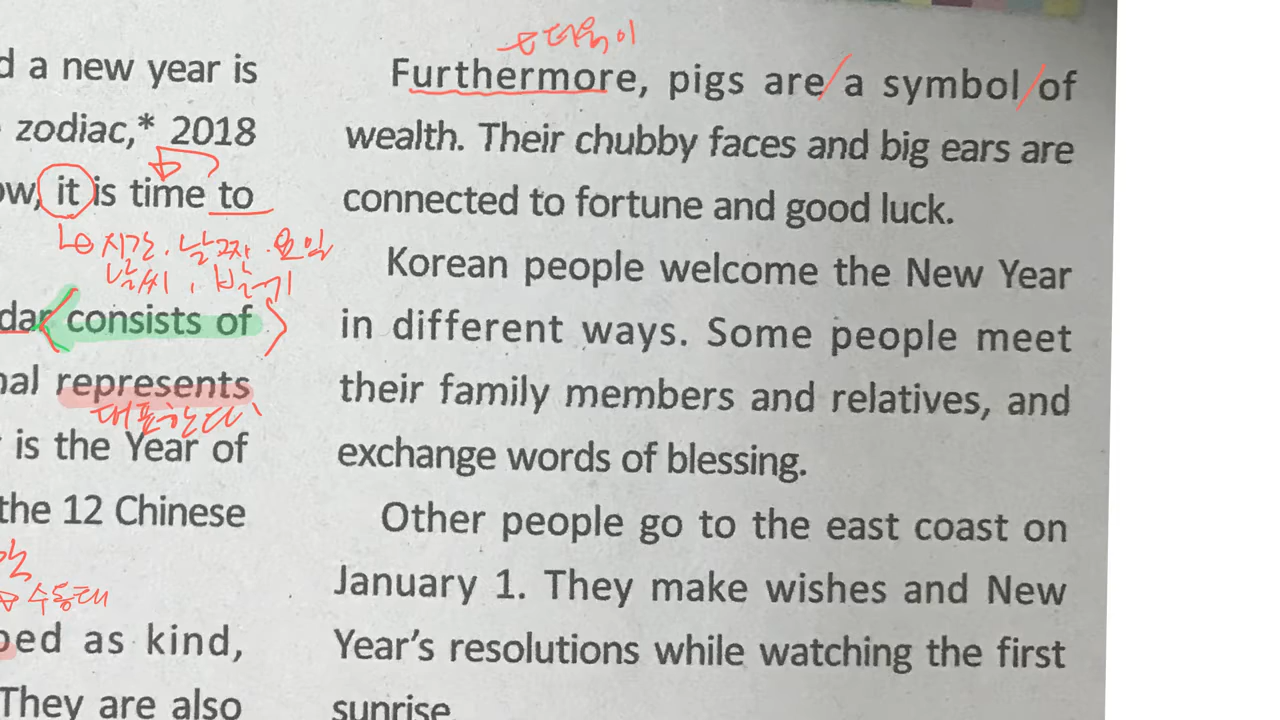 d a new year is
zodiac,* 2018
ow, it is time to
시간. 날짜. 요일
날씨, 밝기
dar consists of
nal represents
대표한다
is the Year of
the 12 Chinese
수동태
ped as kind,
They are also
Furthermore, pigs are a symbol of
wealth. Their chubby faces and big ears are
connected to fortune and good luck.
Korean people welcome the New Year
in different ways. Some people meet
their family members and relatives, and
exchange words of blessing.
Other people go to the east coast on
January 1. They make wishes and New
Year's resolutions while watching the first
sunrise